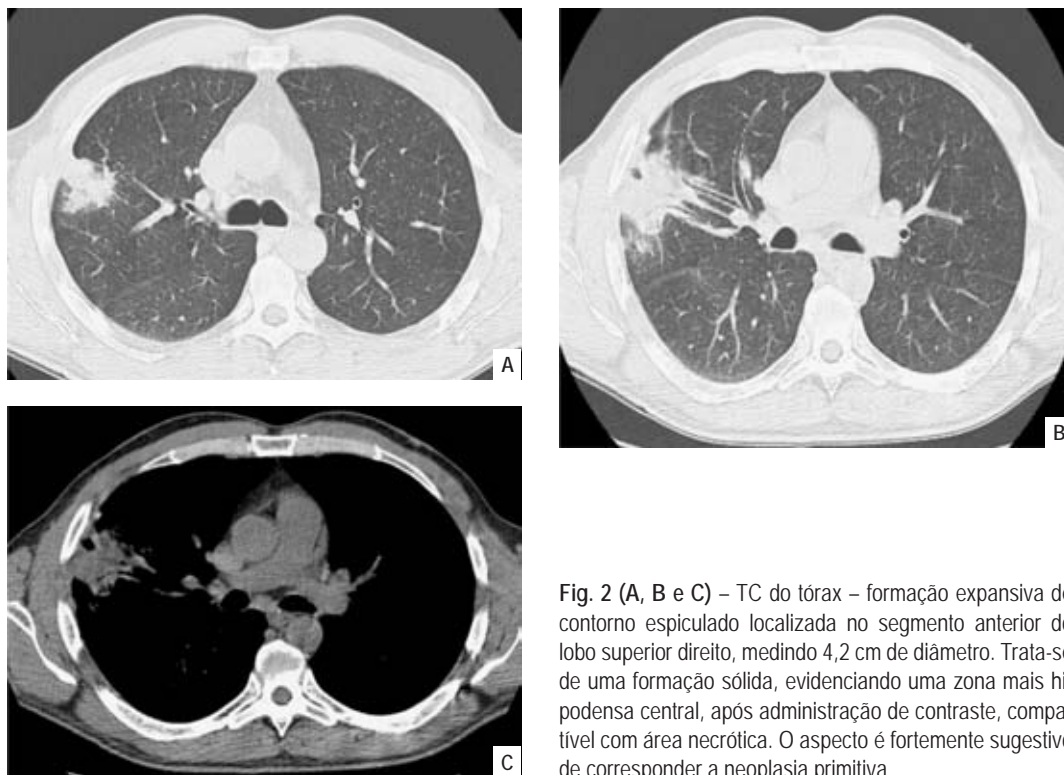 A
B
C
Fig. 2 (A, B e C) – TC do tórax – formação expansiva de
contorno espiculado localizada no segmento anterior do
lobo superior direito, medindo 4,2 cm de diâmetro. Trata-se
de uma formação sólida, evidenciando uma zona mais hi-
podensa central, após administração de contraste, compa-
tível com área necrótica. O aspecto é fortemente sugestivo
de corresponder a neoplasia primitiva